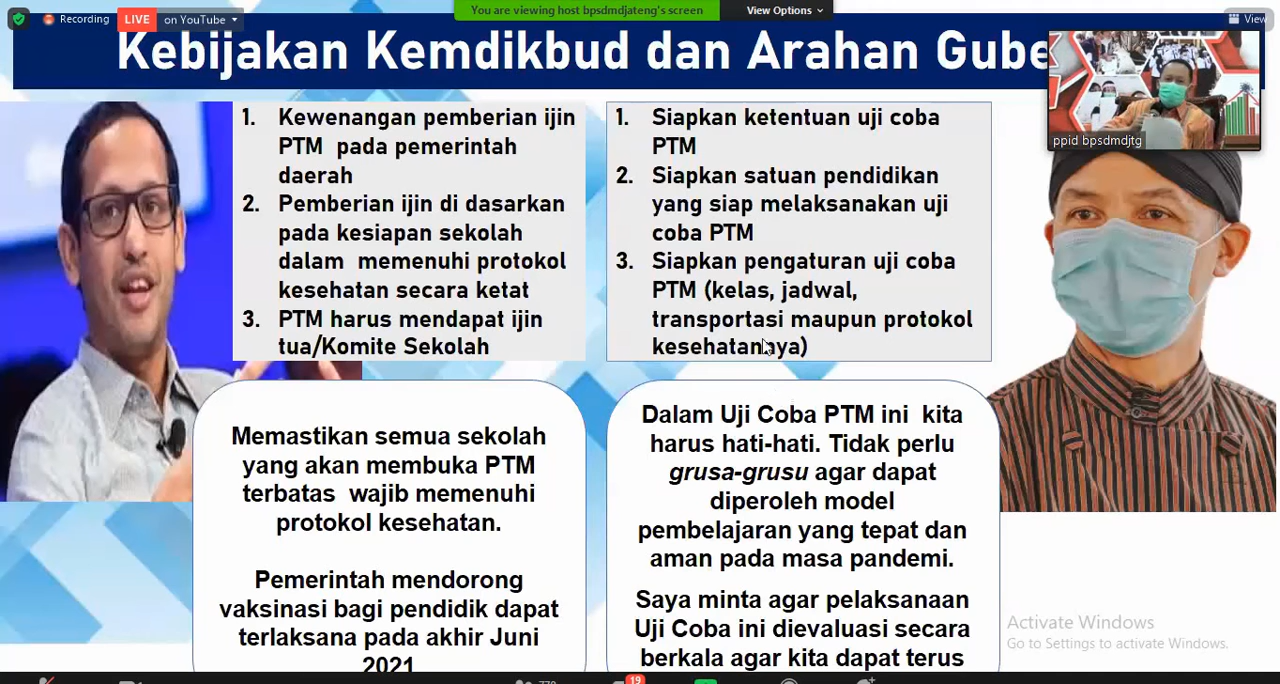 Recording
LIVE
on YouTube
You are viewing host bpsdmdjateng's screen
View Options
View
Kebijakan Kemdikbud dan Arahan Gube
ppid bpsdmdjtg
1. Kewenangan pemberian ijin
PTM pada pemerintah
daerah
2. Pemberian ijin di dasarkan
pada kesiapan sekolah
dalam memenuhi protokol
kesehatan secara ketat
3. PTM harus mendapat ijin
tua/Komite Sekolah
1. Siapkan ketentuan uji coba
PTM
2. Siapkan satuan pendidikan
yang siap melaksanakan uji
coba PTM
3. Siapkan pengaturan uji coba
PTM (kelas, jadwal,
transportasi maupun protokol
kesehatannya)
Memastikan semua sekolah
yang akan membuka PTM
terbatas wajib memenuhi
protokol kesehatan.
Pemerintah mendorong
vaksinasi bagi pendidik dapat
terlaksana pada akhir Juni
2021
Dalam Uji Coba PTM ini kita
harus hati-hati. Tidak perlu
grusa-grusu agar dapat
diperoleh model
pembelajaran yang tepat dan
aman pada masa pandemi.
Saya minta agar pelaksanaan
Uji Coba ini dievaluasi secara
berkala agar kita dapat terus
Activate Windows
Go to Settings to activate Windows.
19